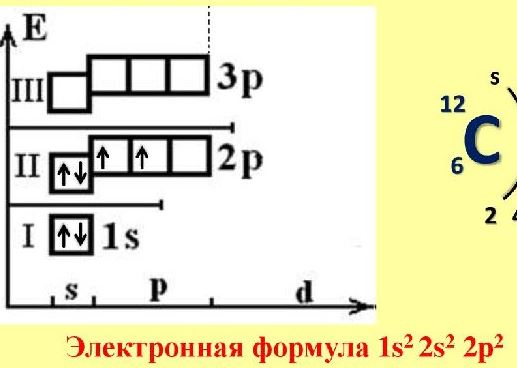 E
III 3p
s
12
C
6
II ↑↓ ↑ ↑ 2p
2 4
I ↑↓ 1s
s p d
Электронная формула 1s² 2s² 2p²